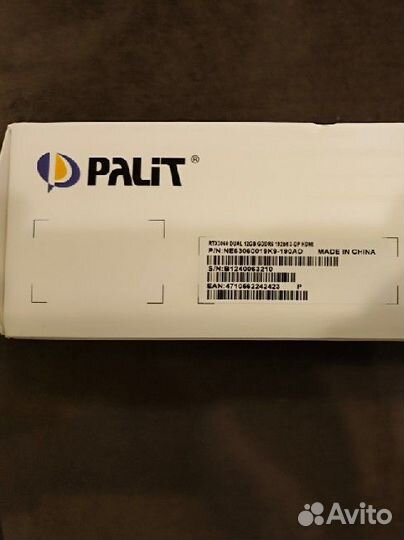 PALiT ®
RTX3060 DUAL 12GB GDDR6 192bit 3-DP HDMI
P/N:NE63060019K9-190AD MADE IN CHINA
S/N:B1240063210
EAN:4710562242423 P
Avito